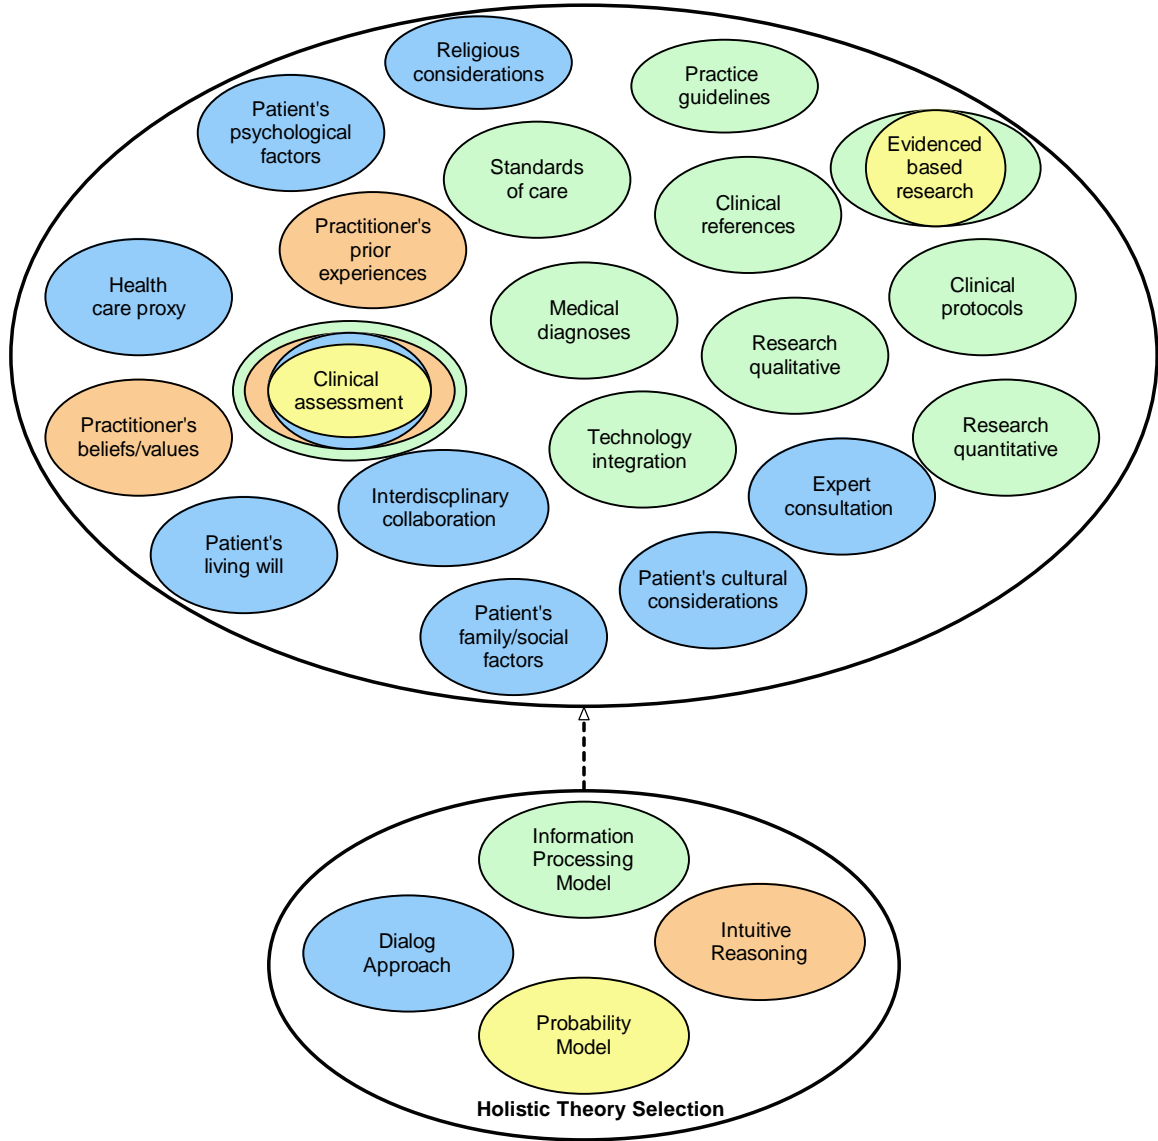 Religious
considerations
Practice
guidelines
Patient's
psychological
factors
Evidenced
based
research
Standards
of care
Clinical
references
Practitioner's
prior
experiences
Health
care proxy
Medical
diagnoses
Clinical
protocols
Research
qualitative
Clinical
assessment
Practitioner's
beliefs/values
Technology
integration
Research
quantitative
Interdiscplinary
collaboration
Expert
consultation
Patient's
living will
Patient's cultural
considerations
Patient's
family/social
factors
Information
Processing
Model
Dialog
Approach
Intuitive
Reasoning
Probability
Model
Holistic Theory Selection